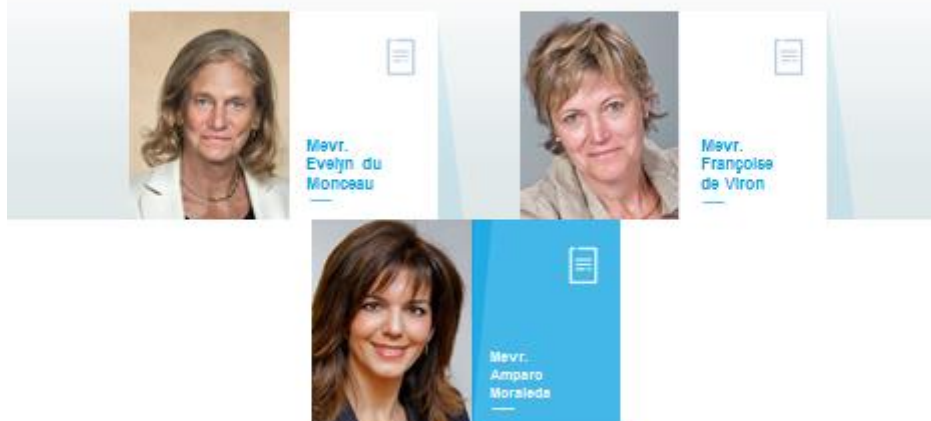 Mevr.
Evelyn du
Monceau
Mevr.
Françoise
de Viron
Mevr.
Amparo
Moraleda